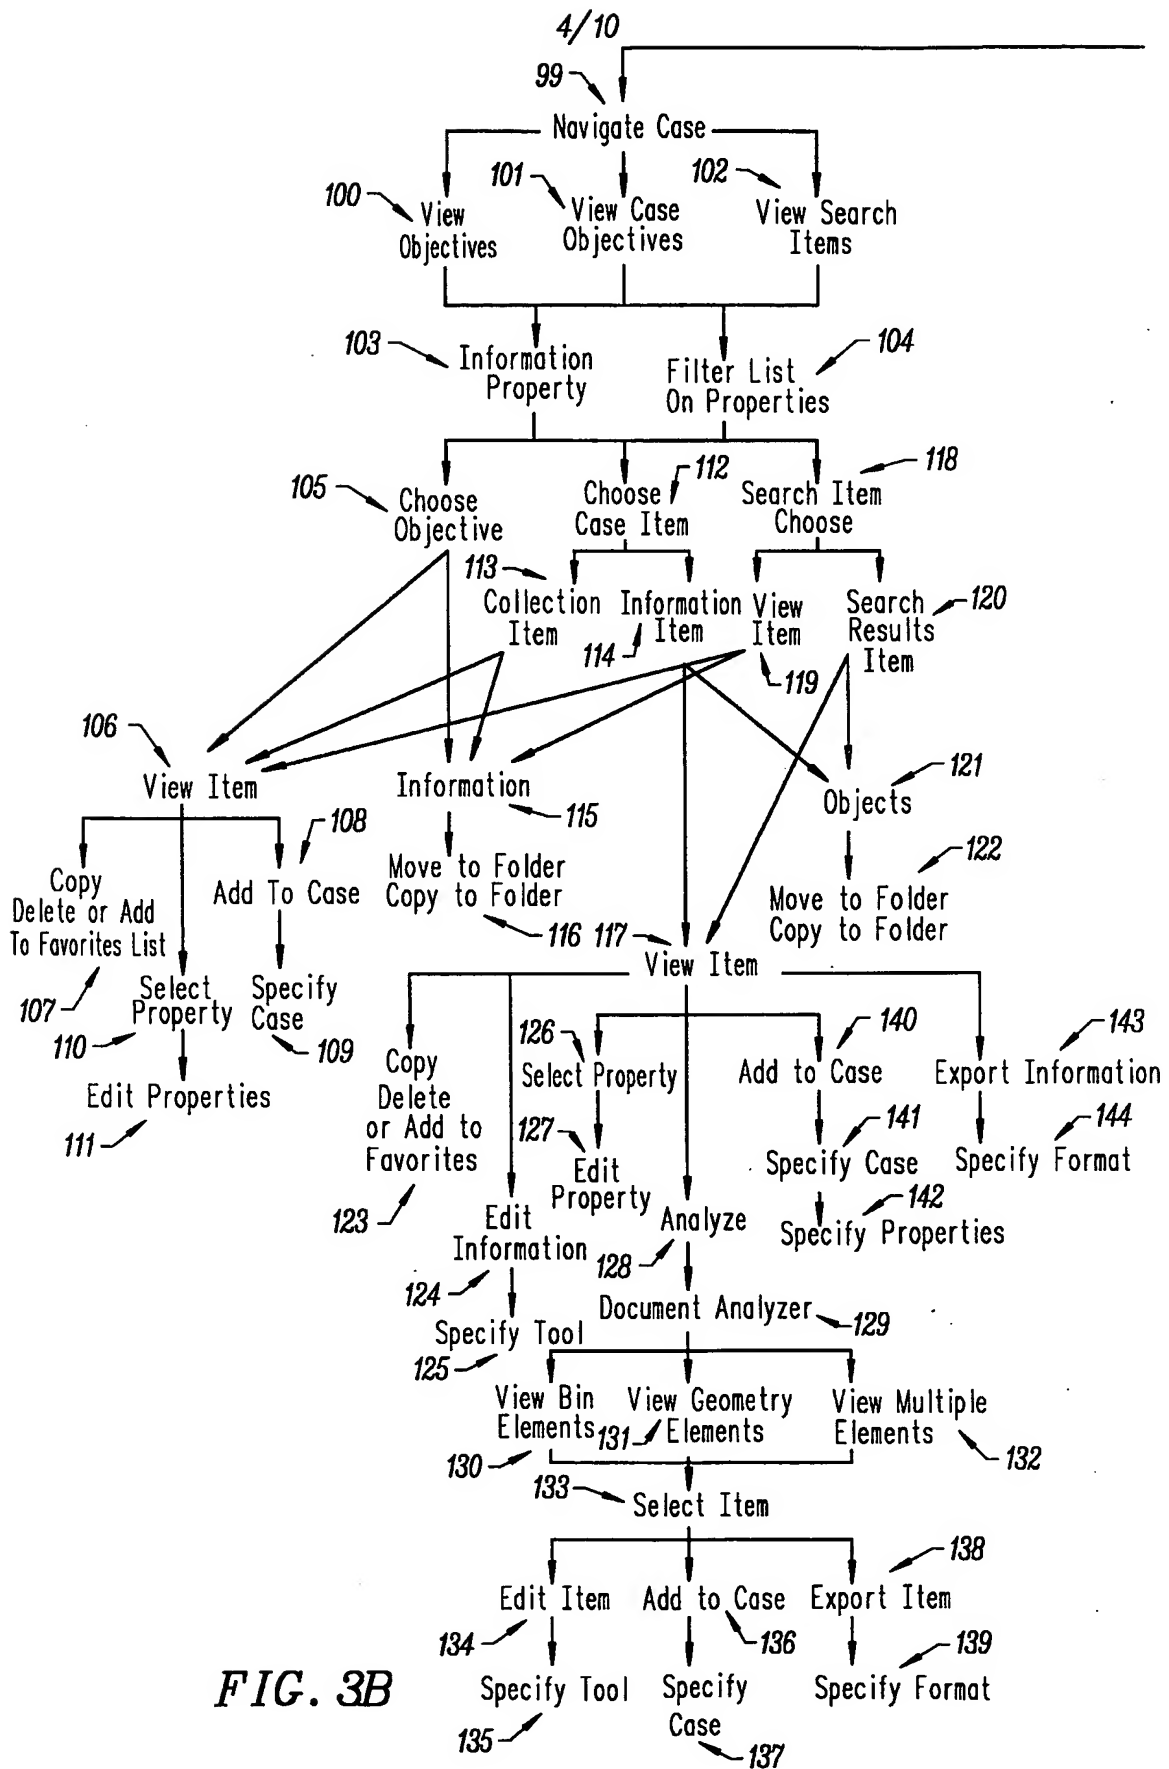 4/10
99
Navigate Case
100
101
102
View
Objectives
View Case
Objectives
View Search
Items
103
Information
Property
104
Filter List
On Properties
105
Choose
Objective
112
Choose
Case Item
118
Search Item
Choose
113
Collection
Item
Information
Item
114
View
Item
119
Search
Results
Item
120
106
View Item
Information
115
121
Objects
108
Copy
Delete or Add
To Favorites List
107
Add To Case
Move to Folder
Copy to Folder
116
122
Move to Folder
Copy to Folder
117
View Item
Select
Property
110
Specify
Case
109
Edit Properties
111
126
Select Property
140
Add to Case
143
Export Information
Copy
Delete
or Add to
Favorites
123
127
Edit
Property
141
Specify Case
144
Specify Format
142
Specify Properties
Edit
Information
124
Analyze
128
Specify Tool
125
Document Analyzer
129
View Bin
Elements
130
View Geometry
Elements
131
View Multiple
Elements
132
133
Select Item
138
Edit Item
134
Add to Case
136
Export Item
139
Specify Tool
135
Specify
Case
137
Specify Format
FIG. 3B